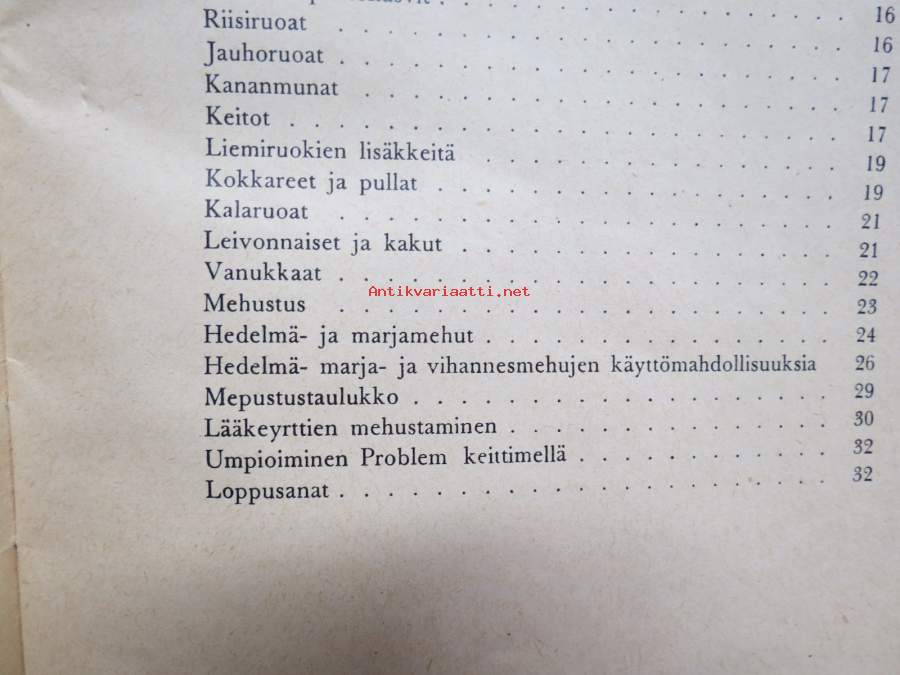 16
Riisiruoat . . . . . . . . . . . . . . . . . 16
Jauhoruoat . . . . . . . . . . . . . . . . . 17
Kananmunat . . . . . . . . . . . . . . . . 17
Keitot . . . . . . . . . . . . . . . . . . . 17
Liemiruokien lisäkkeitä . . . . . . . . . . . . 19
Kokkareet ja pullat . . . . . . . . . . . . . 19
Kalaruoat . . . . . . . . . . . . . . . . . 21
Leivonnaiset ja kakut . . . . . . . . . . . . . 21
Vanukkaat . . . . . . . . . . . . . . . . . 22
Antikvariaatti.net
Mehustus . . . . . . . . . . . . . . . . . 23
Hedelmä- ja marjamehut . . . . . . . . . . . . 24
Hedelmä- marja- ja vihannesmehujen käyttömahdollisuuksia 26
Mepustustaulukko . . . . . . . . . . . . . . 29
Lääkeyrttien mehustaminen . . . . . . . . . . . 30
Umpioiminen Problem keittimellä . . . . . . . . 32
Loppusanat . . . . . . . . . . . . . . . . . 32